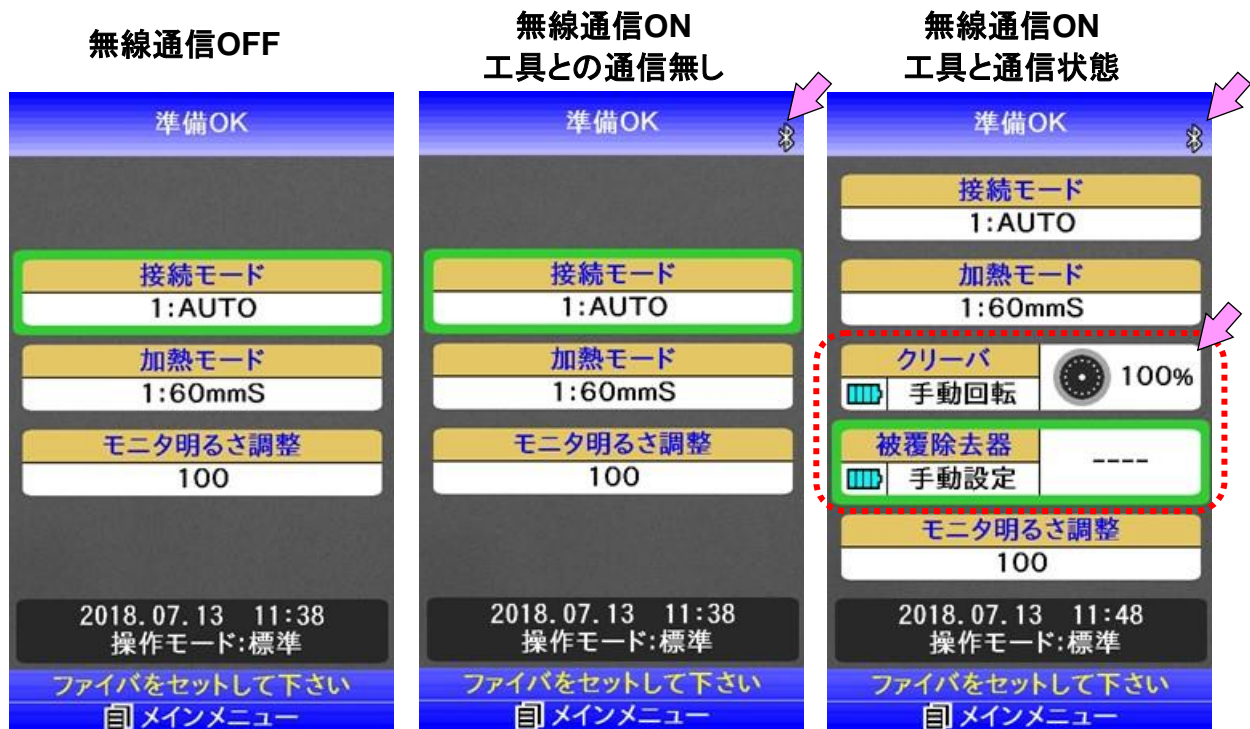 無線通信OFF
準備OK
接続モード
1:AUTO
加熱モード
1:60mmS
モニタ明るさ調整
100
2018.07.13 11:38
操作モード:標準
ファイバをセットして下さい
メインメニュー
無線通信ON
工具との通信無し
準備OK
接続モード
1:AUTO
加熱モード
1:60mmS
モニタ明るさ調整
100
2018.07.13 11:38
操作モード:標準
ファイバをセットして下さい
メインメニュー
無線通信ON
工具と通信状態
準備OK
接続モード
1:AUTO
加熱モード
1:60mmS
クリーバ
手動回転
100%
被覆除去器
手動設定
----
モニタ明るさ調整
100
2018.07.13 11:48
操作モード:標準
ファイバをセットして下さい
メインメニュー